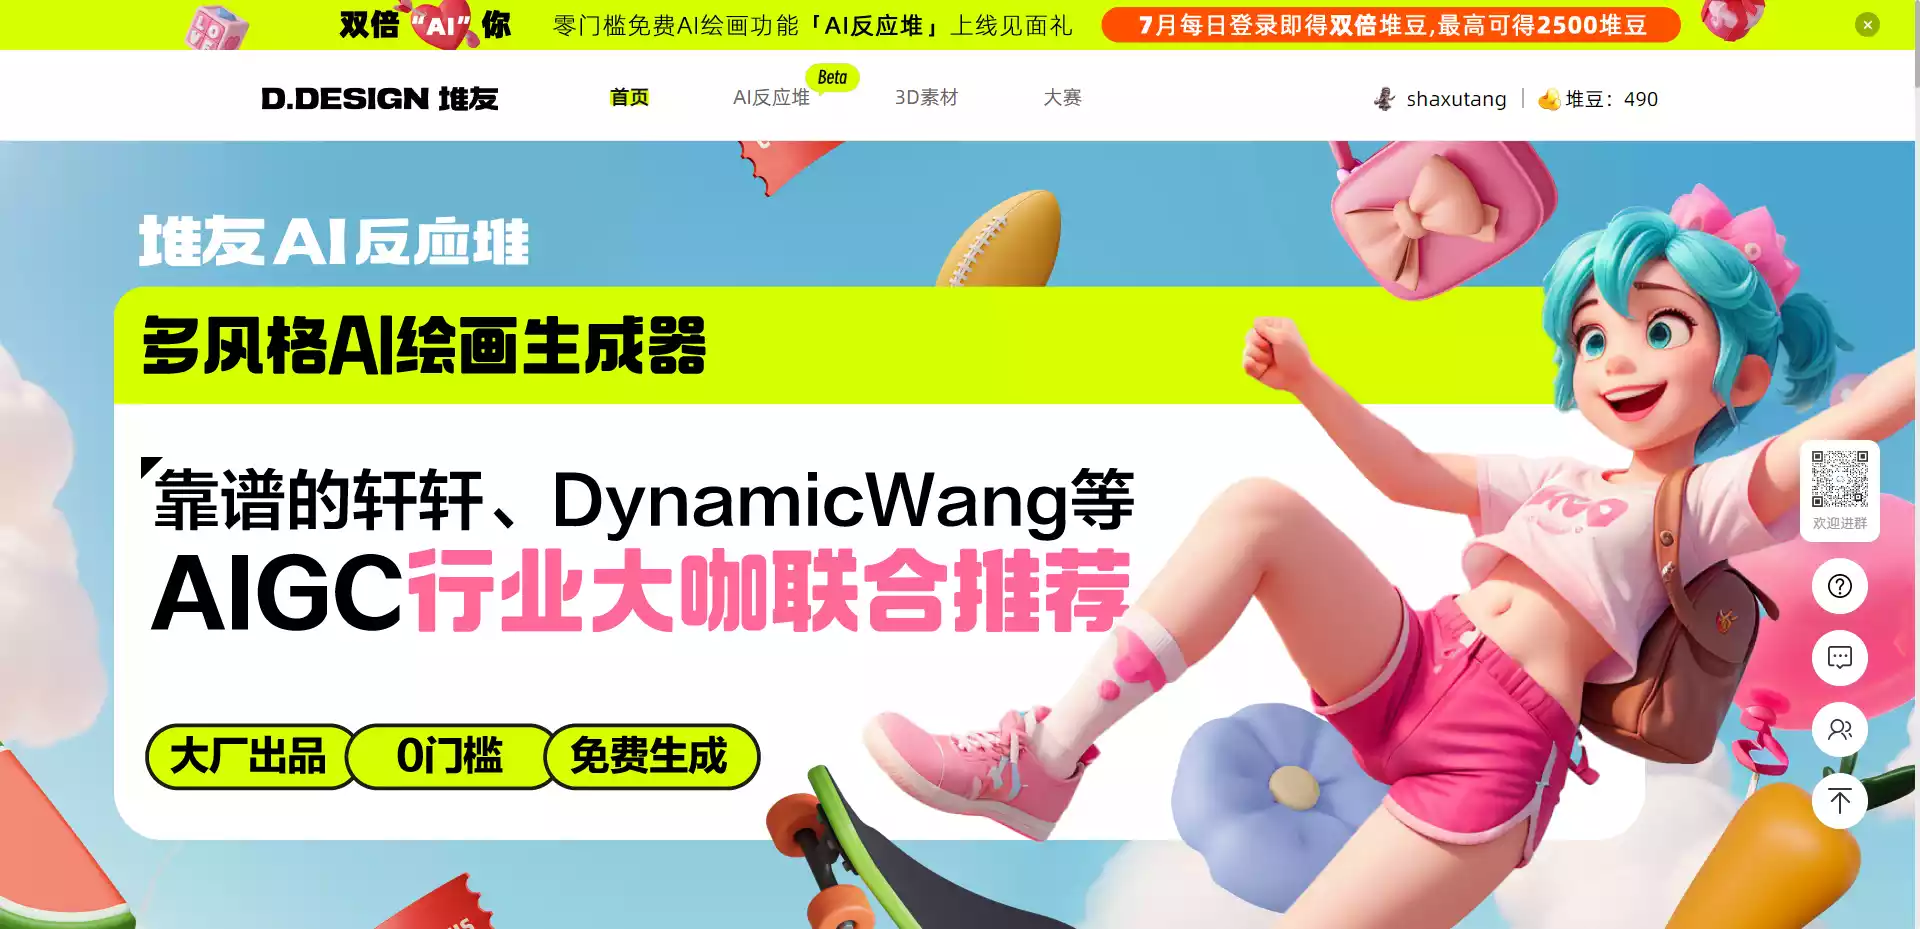 双倍“AI”你
零门槛免费AI绘画功能「AI反应堆」上线见面礼
7月每日登录即得双倍堆豆,最高可得2500堆豆
D.DESIGN 堆友
首页
AI反应堆
Beta
3D素材
大赛
shaxutang
堆豆：490
堆友AI反应堆
多风格AI绘画生成器
靠谱的轩轩、DynamicWang等
AIGC行业大咖联合推荐
大厂出品
0门槛
免费生成
欢迎进群
LOVE